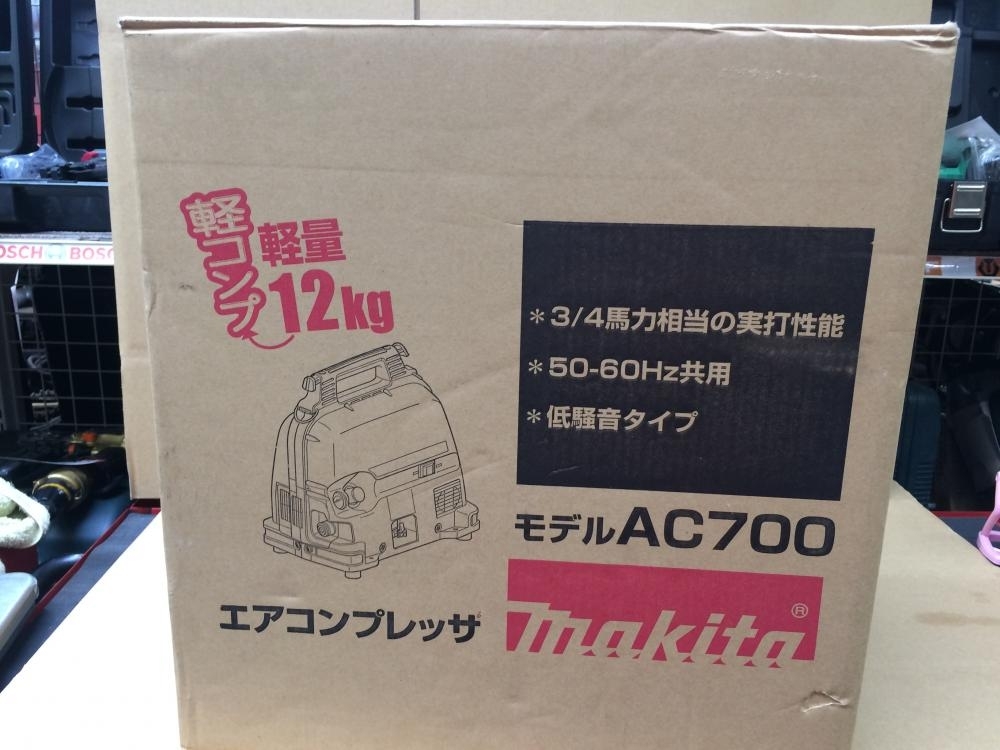 軽コンプ
軽量
12kg
*3/4馬力相当の実打性能
*50-60Hz共用
*低騒音タイプ
モデルAC700
エアコンプレッサ
makita®
OSCH BOSC